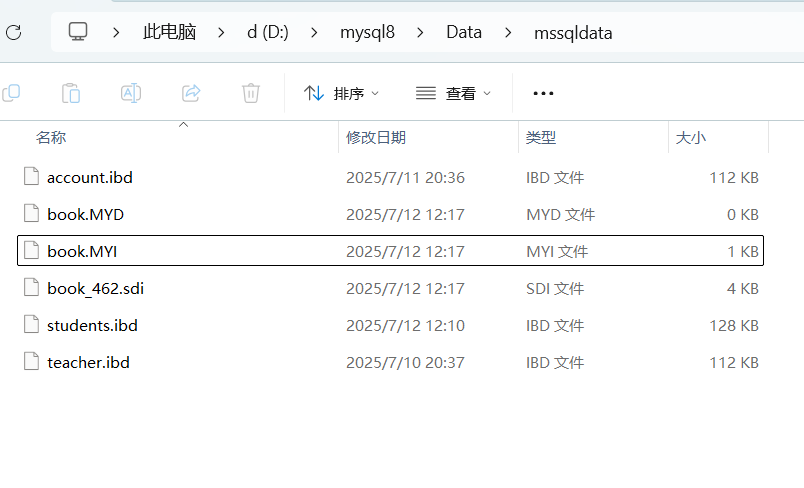 此电脑 > d (D:) > mysql8 > Data > mssqldata
排序 查看
名称 修改日期 类型 大小
account.ibd 2025/7/11 20:36 IBD 文件 112 KB
book.MYD 2025/7/12 12:17 MYD 文件 0 KB
book.MYI 2025/7/12 12:17 MYI 文件 1 KB
book_462.sdi 2025/7/12 12:17 SDI 文件 4 KB
students.ibd 2025/7/12 12:10 IBD 文件 128 KB
teacher.ibd 2025/7/10 20:37 IBD 文件 112 KB